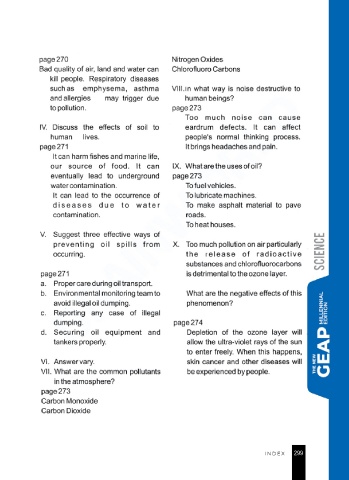 page 270
Bad quality of air, land and water can
kill people. Respiratory diseases
such as emphysema, asthma
and allergies may trigger due
to pollution.
IV. Discuss the effects of soil to
human lives.
page 271
It can harm fishes and marine life,
our source of food. It can
eventually lead to underground
water contamination.
It can lead to the occurrence of
diseases due to water
contamination.
V. Suggest three effective ways of
preventing oil spills from
occurring.
page 271
a. Proper care during oil transport.
b. Environmental monitoring team to
avoid illegal oil dumping.
c. Reporting any case of illegal
dumping.
d. Securing oil equipment and
tankers properly.
VI. Answer vary.
VII. What are the common pollutants
in the atmosphere?
page 273
Carbon Monoxide
Carbon Dioxide
Nitrogen Oxides
Chlorofluoro Carbons
VIII.In what way is noise destructive to
human beings?
page 273
Too much noise can cause
eardrum defects. It can affect
people's normal thinking process.
It brings headaches and pain.
IX. What are the uses of oil?
page 273
To fuel vehicles.
To lubricate machines.
To make asphalt material to pave
roads.
To heat houses.
X. Too much pollution on air particularly
the release of radioactive
substances and chlorofluorocarbons
is detrimental to the ozone layer.
What are the negative effects of this
phenomenon?
page 274
Depletion of the ozone layer will
allow the ultra-violet rays of the sun
to enter freely. When this happens,
skin cancer and other diseases will
be experienced by people.
SCIENCE
THE NEW
GEAP
MILLENNIAL
EDITION
INDEX 299